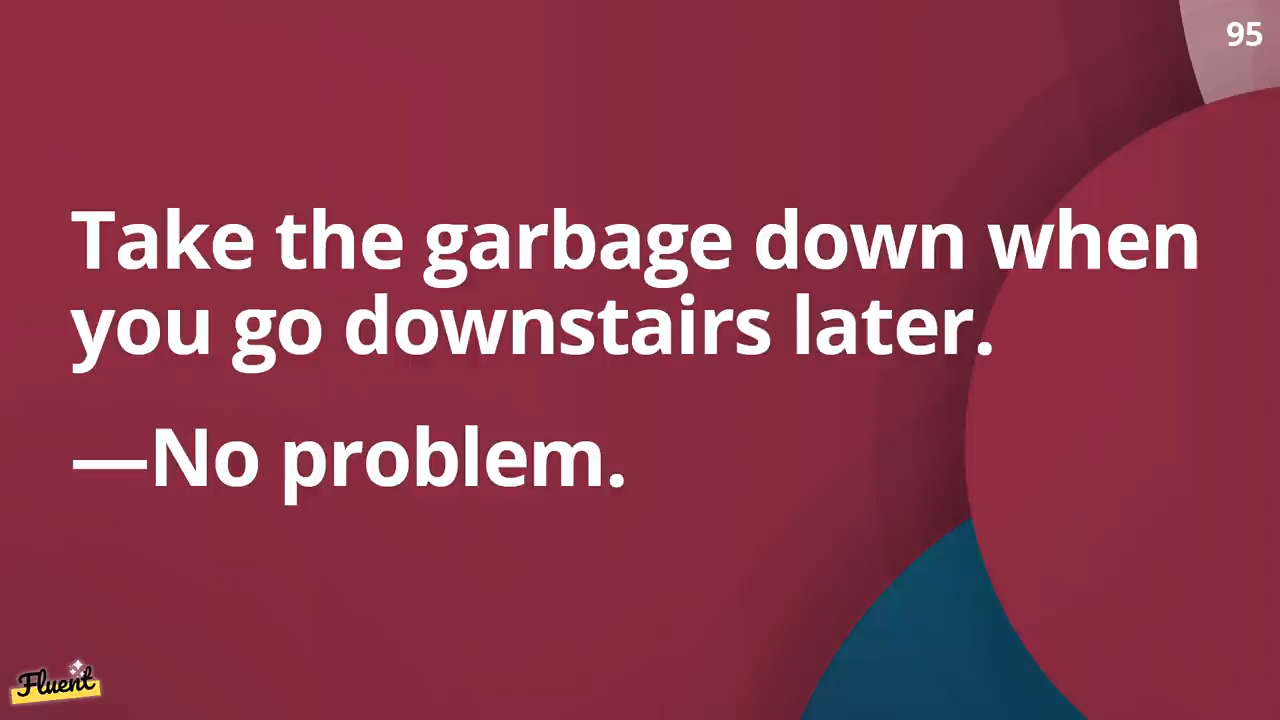 95
Take the garbage down when
you go downstairs later.
—No problem.
Fluent